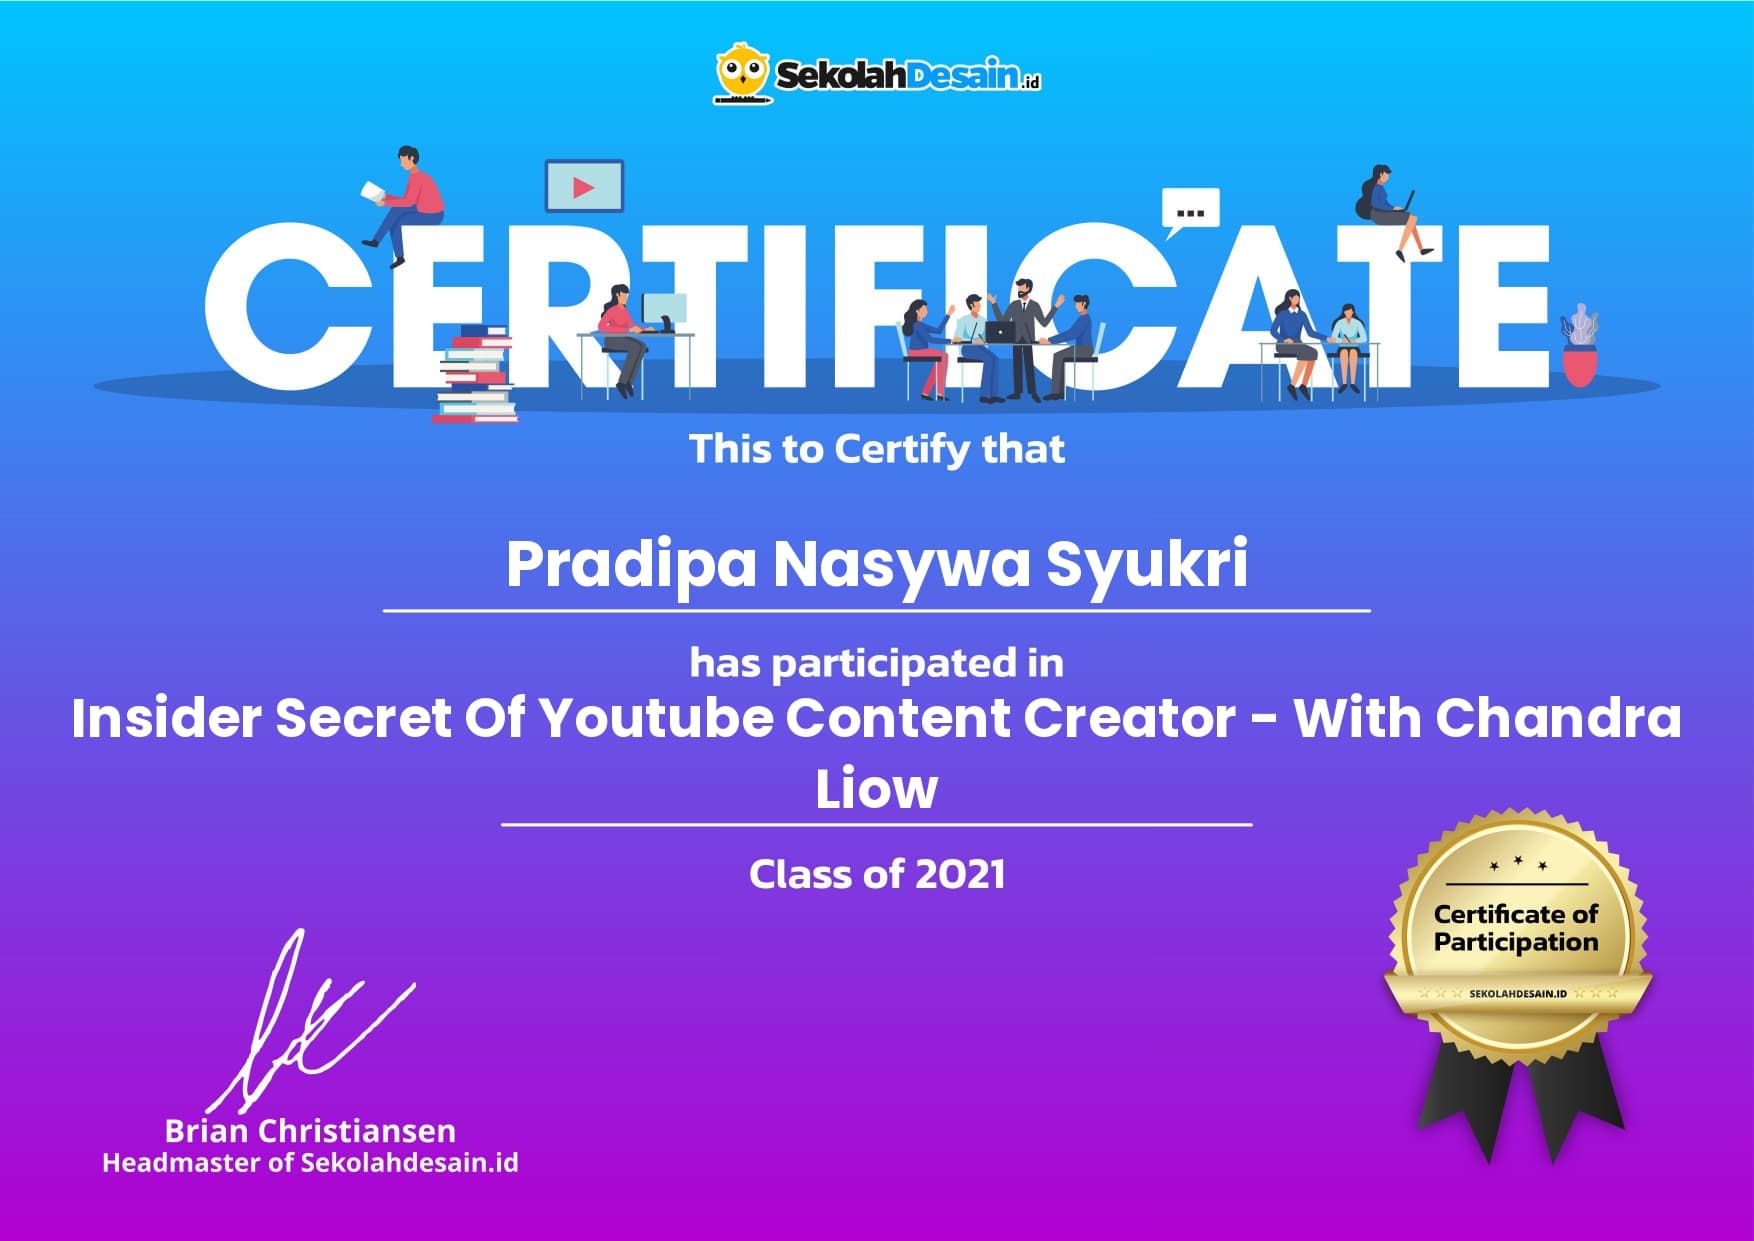 SekolahDesain.id
CERTIFICATE
This to Certify that
Pradipa Nasywa Syukri
has participated in
Insider Secret Of Youtube Content Creator - With Chandra
Liow
Class of 2021
Certificate of
Participation
SEKOLAHDESAIN.ID
Brian Christiansen
Headmaster of Sekolahdesain.id